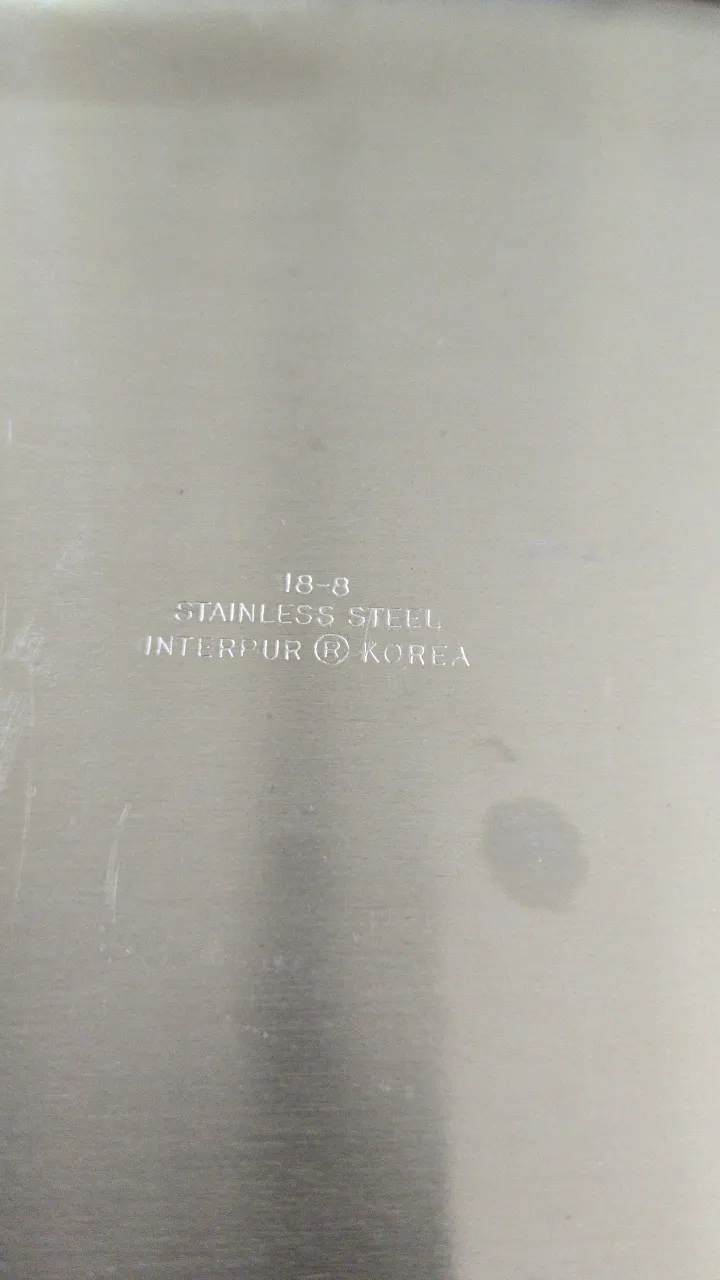 18-8
STAINLESS STEEL
INTERPUR ® KOREA